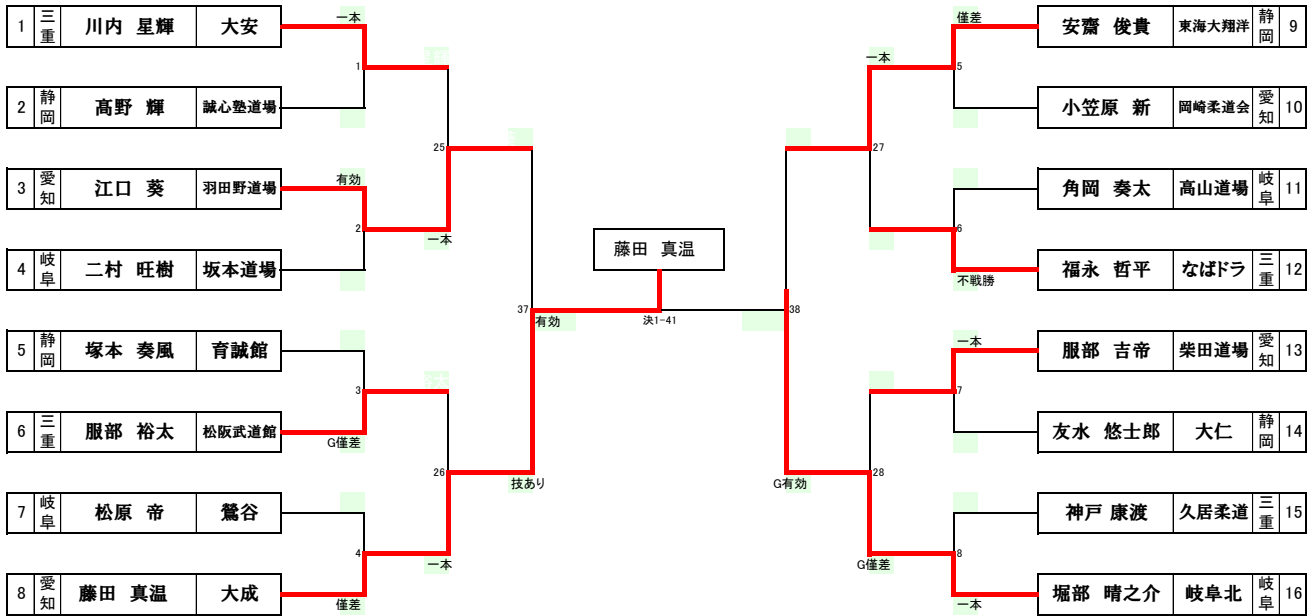 1 三重 川内 星輝 大安
2 静岡 髙野 輝 誠心塾道場
3 愛知 江口 葵 羽田野道場
4 岐阜 二村 旺樹 坂本道場
5 静岡 塚本 奏風 育誠館
6 三重 服部 裕太 松阪武道館
7 岐阜 松原 帝 鶯谷
8 愛知 藤田 真温 大成
一本
1
有効
2
3
G僅差
4
僅差
25
一本
26
一本
37
有効
技あり
藤田 真温
決1-41
38
G有効
一本
27
28
G僅差
僅差
5
6
不戦勝
一本
7
8
一本
安齋 俊貴 東海大翔洋 静岡 9
小笠原 新 岡崎柔道会 愛知 10
角岡 奏太 高山道場 岐阜 11
福永 哲平 なばドラ 三重 12
服部 吉帝 柴田道場 愛知 13
友水 悠士郎 大仁 静岡 14
神戸 康渡 久居柔道 三重 15
堀部 晴之介 岐阜北 岐阜 16